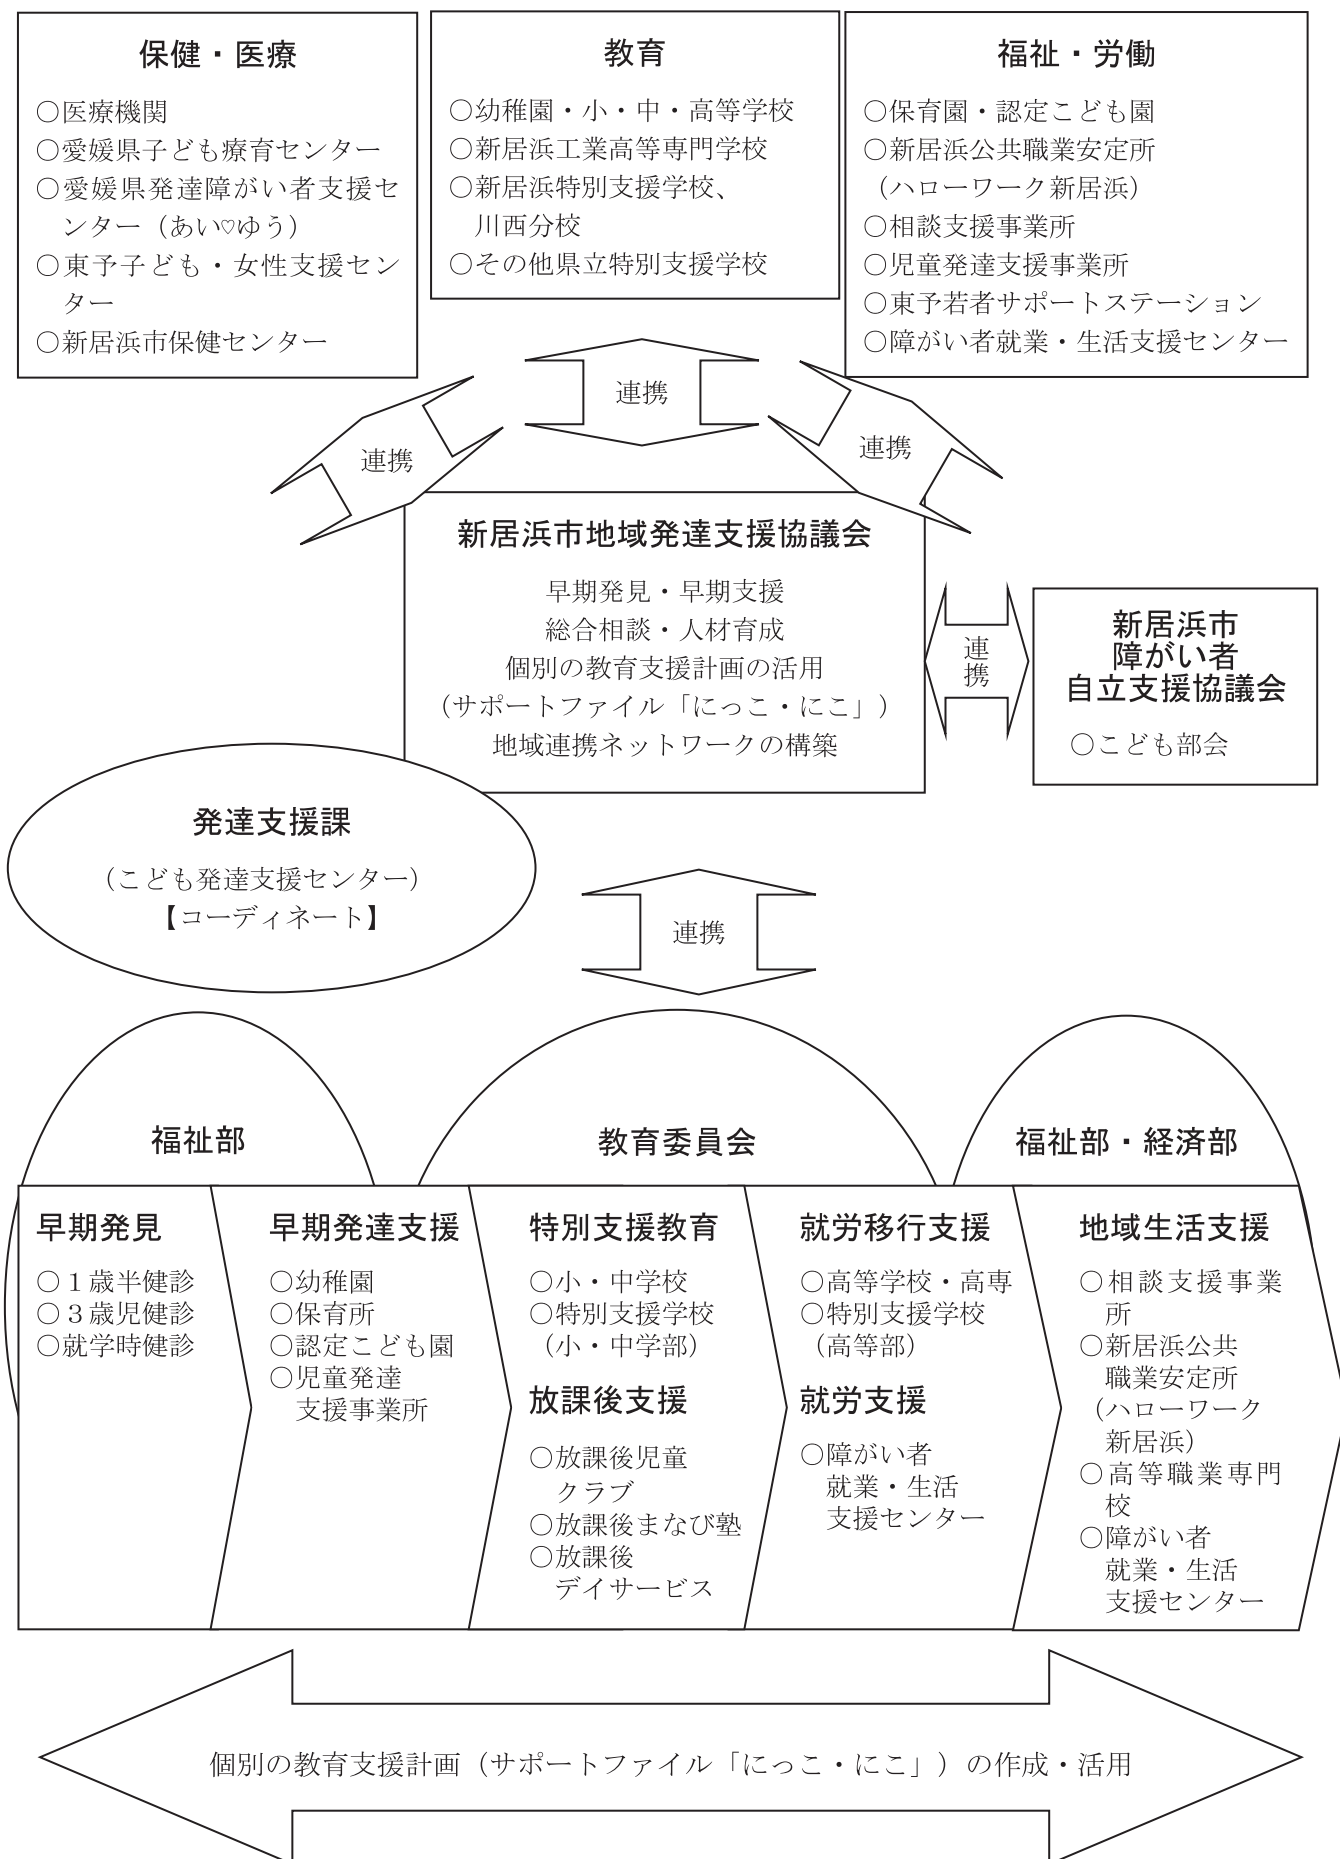 保健・医療
○医療機関
○愛媛県子ども療育センター
○愛媛県発達障がい者支援セ
ンター（あい♡ゆう）
○東予子ども・女性支援セン
ター
○新居浜市保健センター
教育
○幼稚園・小・中・高等学校
○新居浜工業高等専門学校
○新居浜特別支援学校、
川西分校
○その他県立特別支援学校
福祉・労働
○保育園・認定こども園
○新居浜公共職業安定所
（ハローワーク新居浜）
○相談支援事業所
○児童発達支援事業所
○東予若者サポートステーション
○障がい者就業・生活支援センター
連携
連携
連携
新居浜市地域発達支援協議会
早期発見・早期支援
総合相談・人材育成
個別の教育支援計画の活用
（サポートファイル「にっこ・にこ」）
地域連携ネットワークの構築
連
携
新居浜市
障がい者
自立支援協議会
○こども部会
発達支援課
（こども発達支援センター）
【コーディネート】
連携
福祉部
教育委員会
福祉部・経済部
早期発見
○１歳半健診
○３歳児健診
○就学時健診
早期発達支援
○幼稚園
○保育所
○認定こども園
○児童発達
支援事業所
特別支援教育
○小・中学校
○特別支援学校
（小・中学部）
放課後支援
○放課後児童
クラブ
○放課後まなび塾
○放課後
デイサービス
就労移行支援
○高等学校・高専
○特別支援学校
（高等部）
就労支援
○障がい者
就業・生活
支援センター
地域生活支援
○相談支援事業
所
○新居浜公共
職業安定所
（ハローワーク
新居浜）
○高等職業専門
校
○障がい者
就業・生活
支援センター
個別の教育支援計画（サポートファイル「にっこ・にこ」）の作成・活用